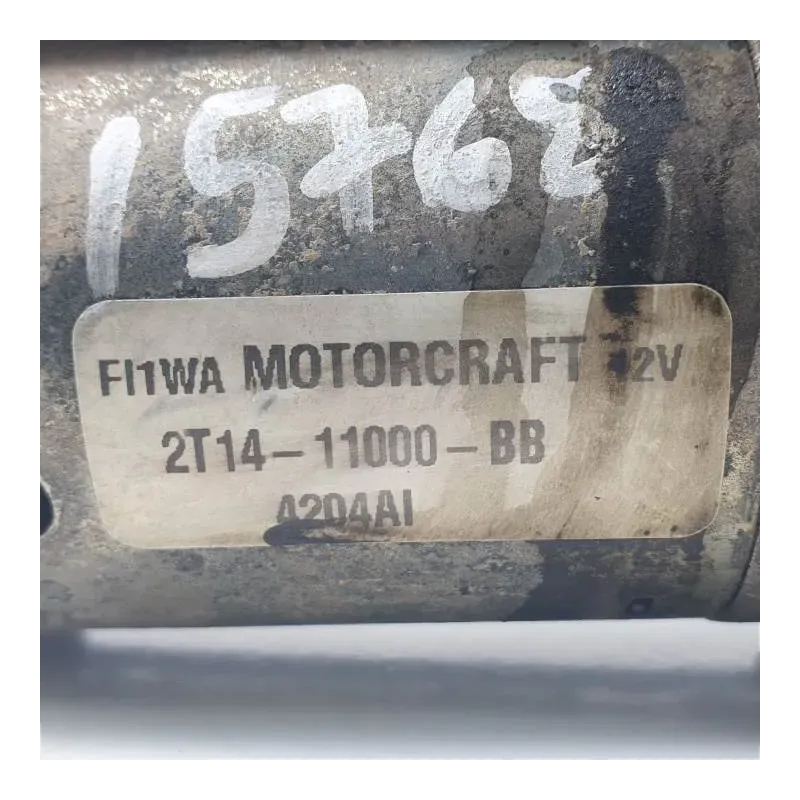 15768
FI1WA MOTORCRAFT 12V
2T14-11000-BB
A204AI